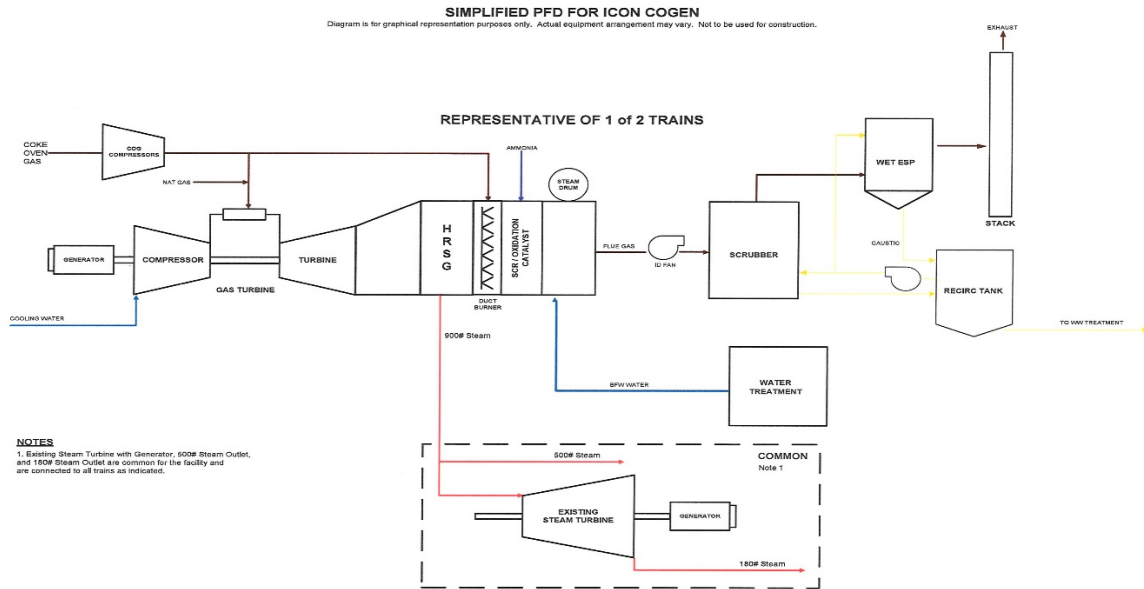 SIMPLIFIED PFD FOR ICON COGEN
Diagram is for graphical representation purposes only. Actual equipment arrangement may vary. Not to be used for construction.
EXHAUST
REPRESENTATIVE OF 1 of 2 TRAINS
COKE
OVEN
GAS
COG
COMPRESSORS
NAT GAS
AMMONIA
STEAM
DRUM
WET ESP
STACK
GENERATOR
COMPRESSOR
TURBINE
GAS TURBINE
HRSG
DUCT
BURNER
SCR / OXIDATION
CATALYST
FLUE GAS
ID FAN
SCRUBBER
CAUSTIC
RECIRC TANK
COOLING WATER
TO WW TREATMENT
900# Steam
BFW WATER
WATER
TREATMENT
NOTES
1. Existing Steam Turbine with Generator, 500# Steam Outlet,
and 180# Steam Outlet are common for the facility and
are connected to all trains as indicated.
COMMON
Note 1
500# Steam
EXISTING
STEAM TURBINE
GENERATOR
180# Steam